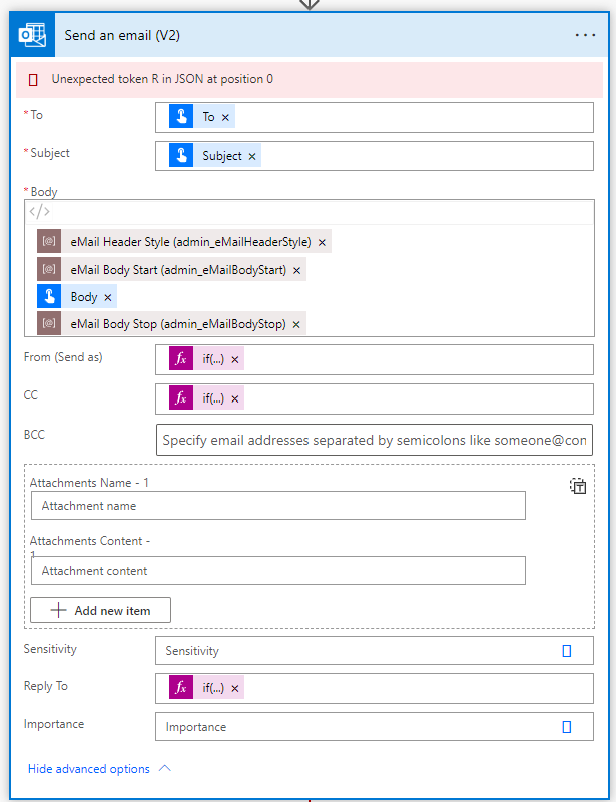 Send an email (V2)
...
Unexpected token R in JSON at position 0
* To
To ×
* Subject
Subject ×
* Body
</>
[@] eMail Header Style (admin_eMailHeaderStyle) ×
[@] eMail Body Start (admin_eMailBodyStart) ×
Body ×
[@] eMail Body Stop (admin_eMailBodyStop) ×
From (Send as)
fx if(...) ×
CC
fx if(...) ×
BCC
Specify email addresses separated by semicolons like someone@con
Attachments Name - 1
Attachment name
Attachments Content -
1
Attachment content
+ Add new item
Sensitivity
Sensitivity
Reply To
fx if(...) ×
Importance
Importance
Hide advanced options